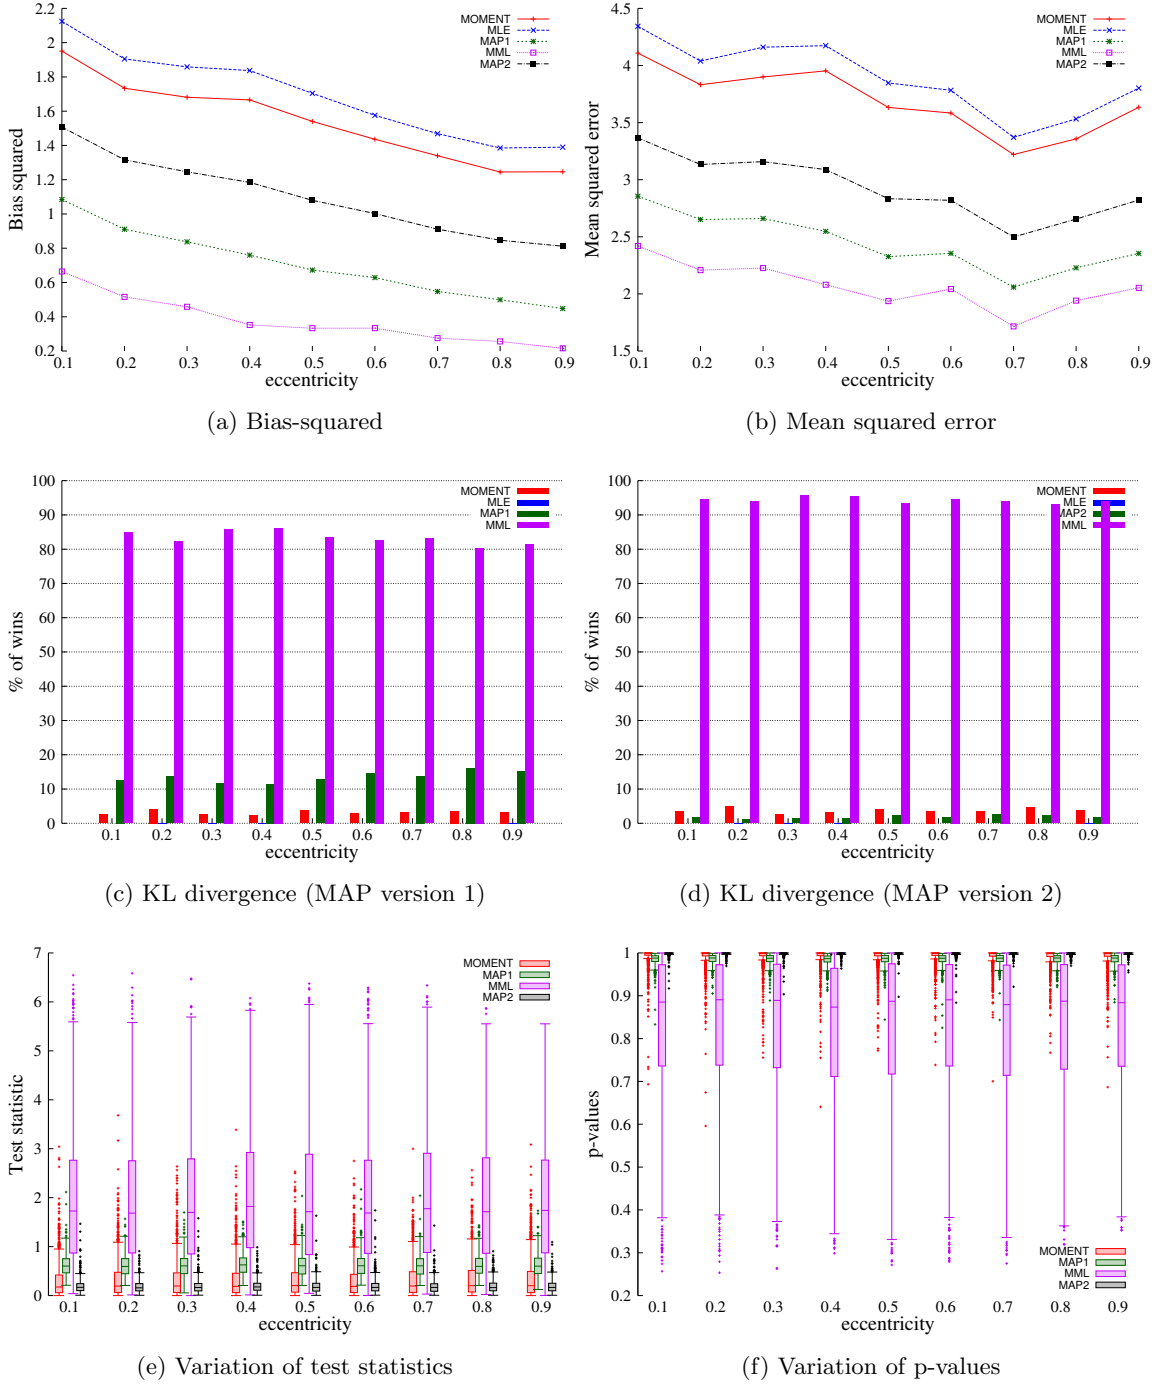 2.2
2
1.8
1.6
1.4
1.2
1
0.8
0.6
0.4
0.2
0.1 0.2 0.3 0.4 0.5 0.6 0.7 0.8 0.9
Bias squared
eccentricity
MOMENT
MLE
MAP1
MML
MAP2
(a) Bias-squared
4.5
4
3.5
3
2.5
2
1.5
0.1 0.2 0.3 0.4 0.5 0.6 0.7 0.8 0.9
Mean squared error
eccentricity
MOMENT
MLE
MAP1
MML
MAP2
(b) Mean squared error
100
90
80
70
60
50
40
30
20
10
0
0.1 0.2 0.3 0.4 0.5 0.6 0.7 0.8 0.9
% of wins
eccentricity
MOMENT
MLE
MAP1
MML
(c) KL divergence (MAP version 1)
100
90
80
70
60
50
40
30
20
10
0
0.1 0.2 0.3 0.4 0.5 0.6 0.7 0.8 0.9
% of wins
eccentricity
MOMENT
MLE
MAP2
MML
(d) KL divergence (MAP version 2)
7
6
5
4
3
2
1
0
0.1 0.2 0.3 0.4 0.5 0.6 0.7 0.8 0.9
Test statistic
eccentricity
MOMENT
MAP1
MML
MAP2
(e) Variation of test statistics
1
0.9
0.8
0.7
0.6
0.5
0.4
0.3
0.2
0.1 0.2 0.3 0.4 0.5 0.6 0.7 0.8 0.9
p-values
eccentricity
MOMENT
MAP1
MML
MAP2
(f) Variation of p-values